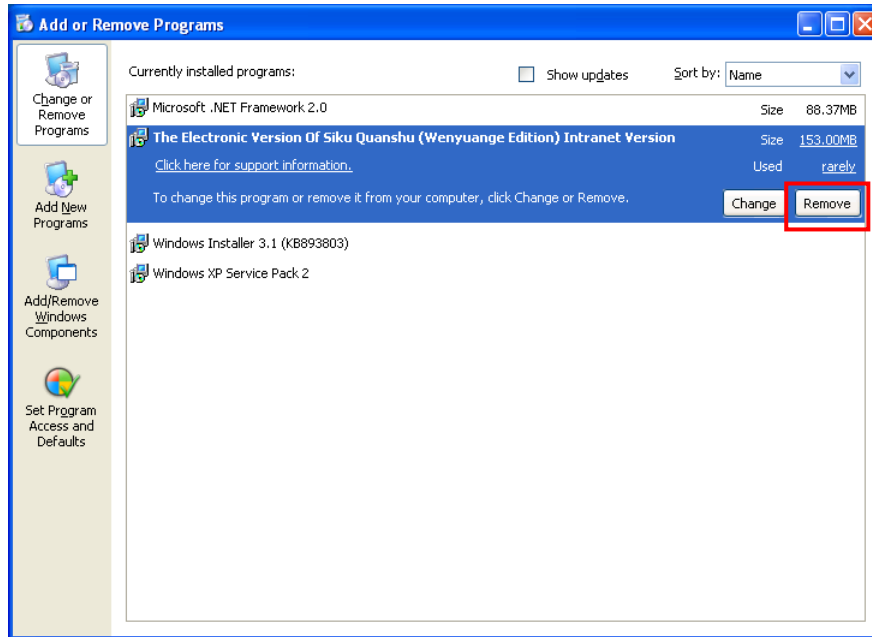 Add or Remove Programs
Currently installed programs:
Show updates
Sort by:
Name
Change or
Remove
Programs
Microsoft .NET Framework 2.0
Size
88.37MB
The Electronic Version Of Siku Quanshu (Wenyuange Edition) Intranet Version
Size
153.00MB
Click here for support information.
Used
rarely
To change this program or remove it from your computer, click Change or Remove.
Change
Remove
Add New
Programs
Windows Installer 3.1 (KB893803)
Windows XP Service Pack 2
Add/Remove
Windows
Components
Set Program
Access and
Defaults